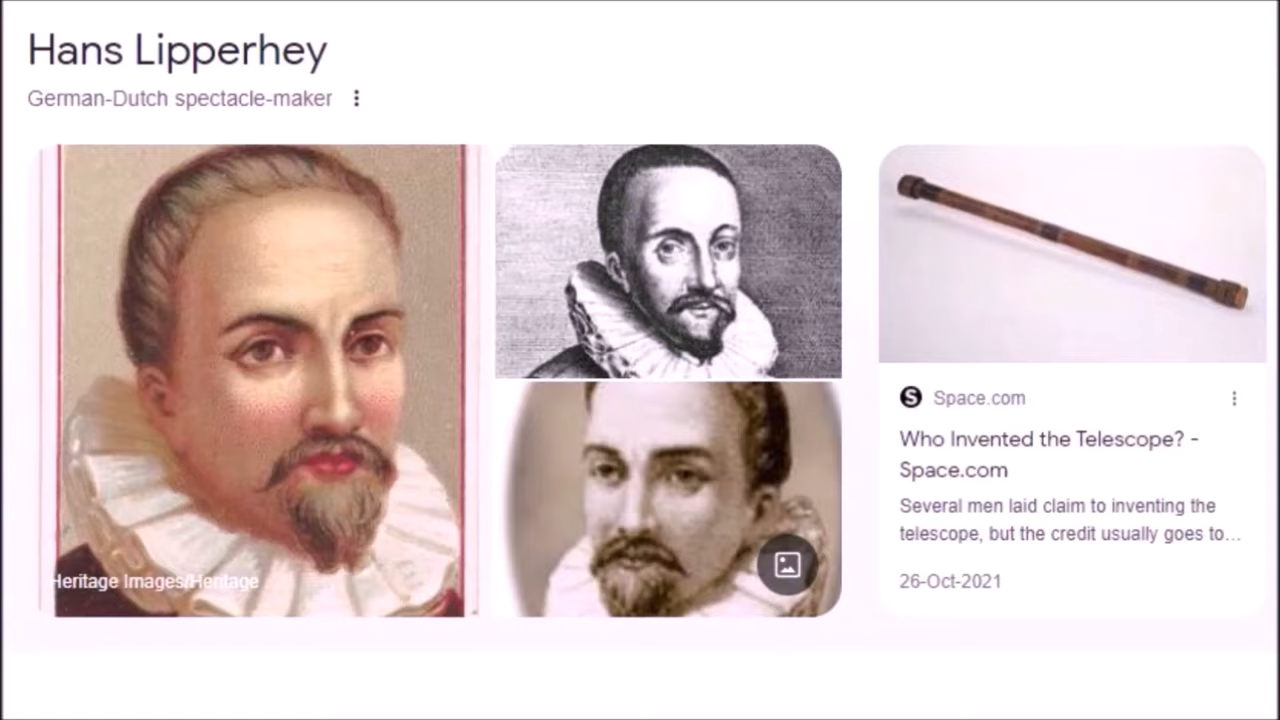 Hans Lipperhey
German-Dutch spectacle-maker
Heritage Images/Heritage
S Space.com
Who Invented the Telescope? -
Space.com
Several men laid claim to inventing the
telescope, but the credit usually goes to...
26-Oct-2021